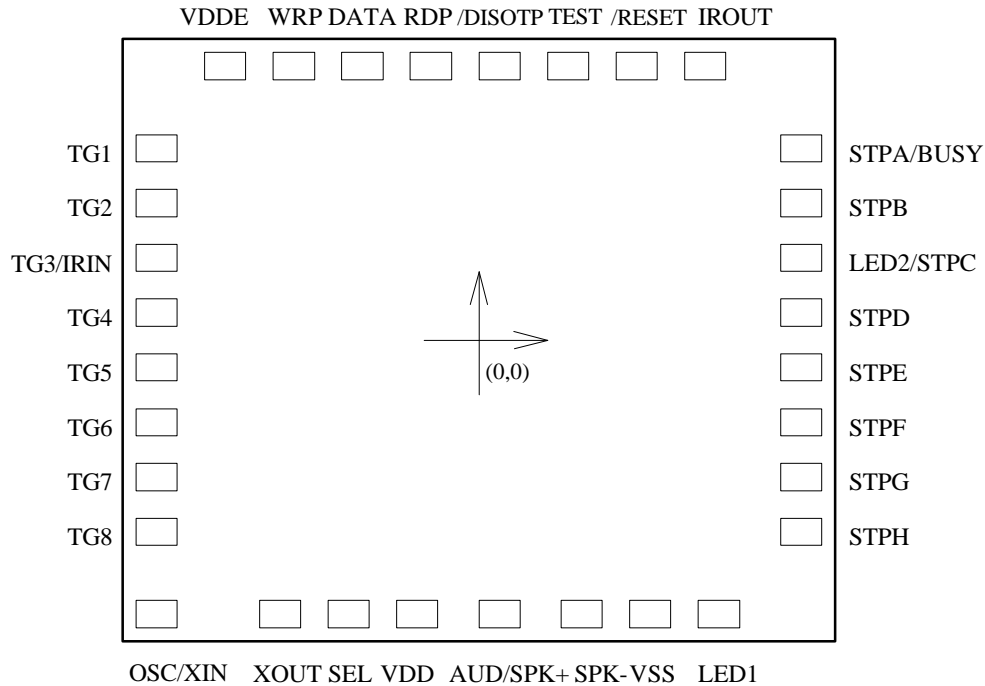 VDDE WRP DATA RDP /DISOTP TEST /RESET IROUT
TG1 STPA/BUSY
TG2 STPB
TG3/IRIN LED2/STPC
TG4 STPD
TG5 STPE
(0,0)
TG6 STPF
TG7 STPG
TG8 STPH
OSC/XIN XOUT SEL VDD AUD/SPK+ SPK- VSS LED1